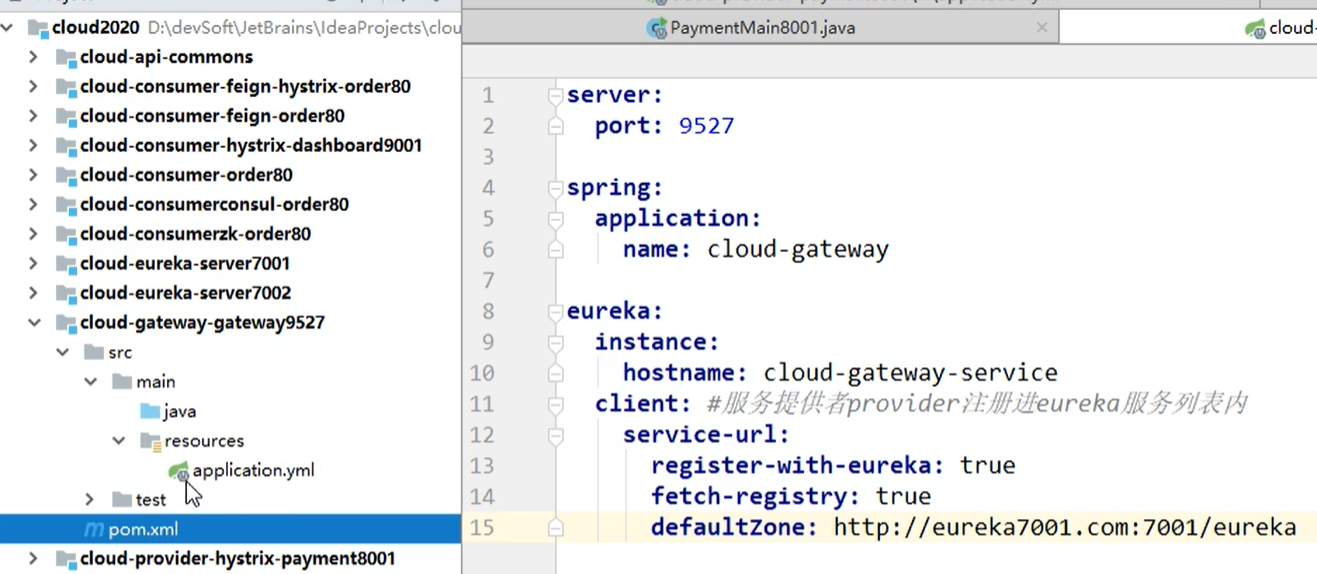 cloud2020 D:\devSoft\JetBrains\IdeaProjects\clou
cloud-api-commons
cloud-consumer-feign-hystrix-order80
cloud-consumer-feign-order80
cloud-consumer-hystrix-dashboard9001
cloud-consumer-order80
cloud-consumerconsul-order80
cloud-consumerzk-order80
cloud-eureka-server7001
cloud-eureka-server7002
cloud-gateway-gateway9527
src
main
java
resources
application.yml
test
pom.xml
cloud-provider-hystrix-payment8001
PaymentMain8001.java
cloud-
1 server:
2 port: 9527
3
4 spring:
5 application:
6 name: cloud-gateway
7
8 eureka:
9 instance:
10 hostname: cloud-gateway-service
11 client: #服务提供者provider注册进eureka服务列表内
12 service-url:
13 register-with-eureka: true
14 fetch-registry: true
15 defaultZone: http://eureka7001.com:7001/eureka